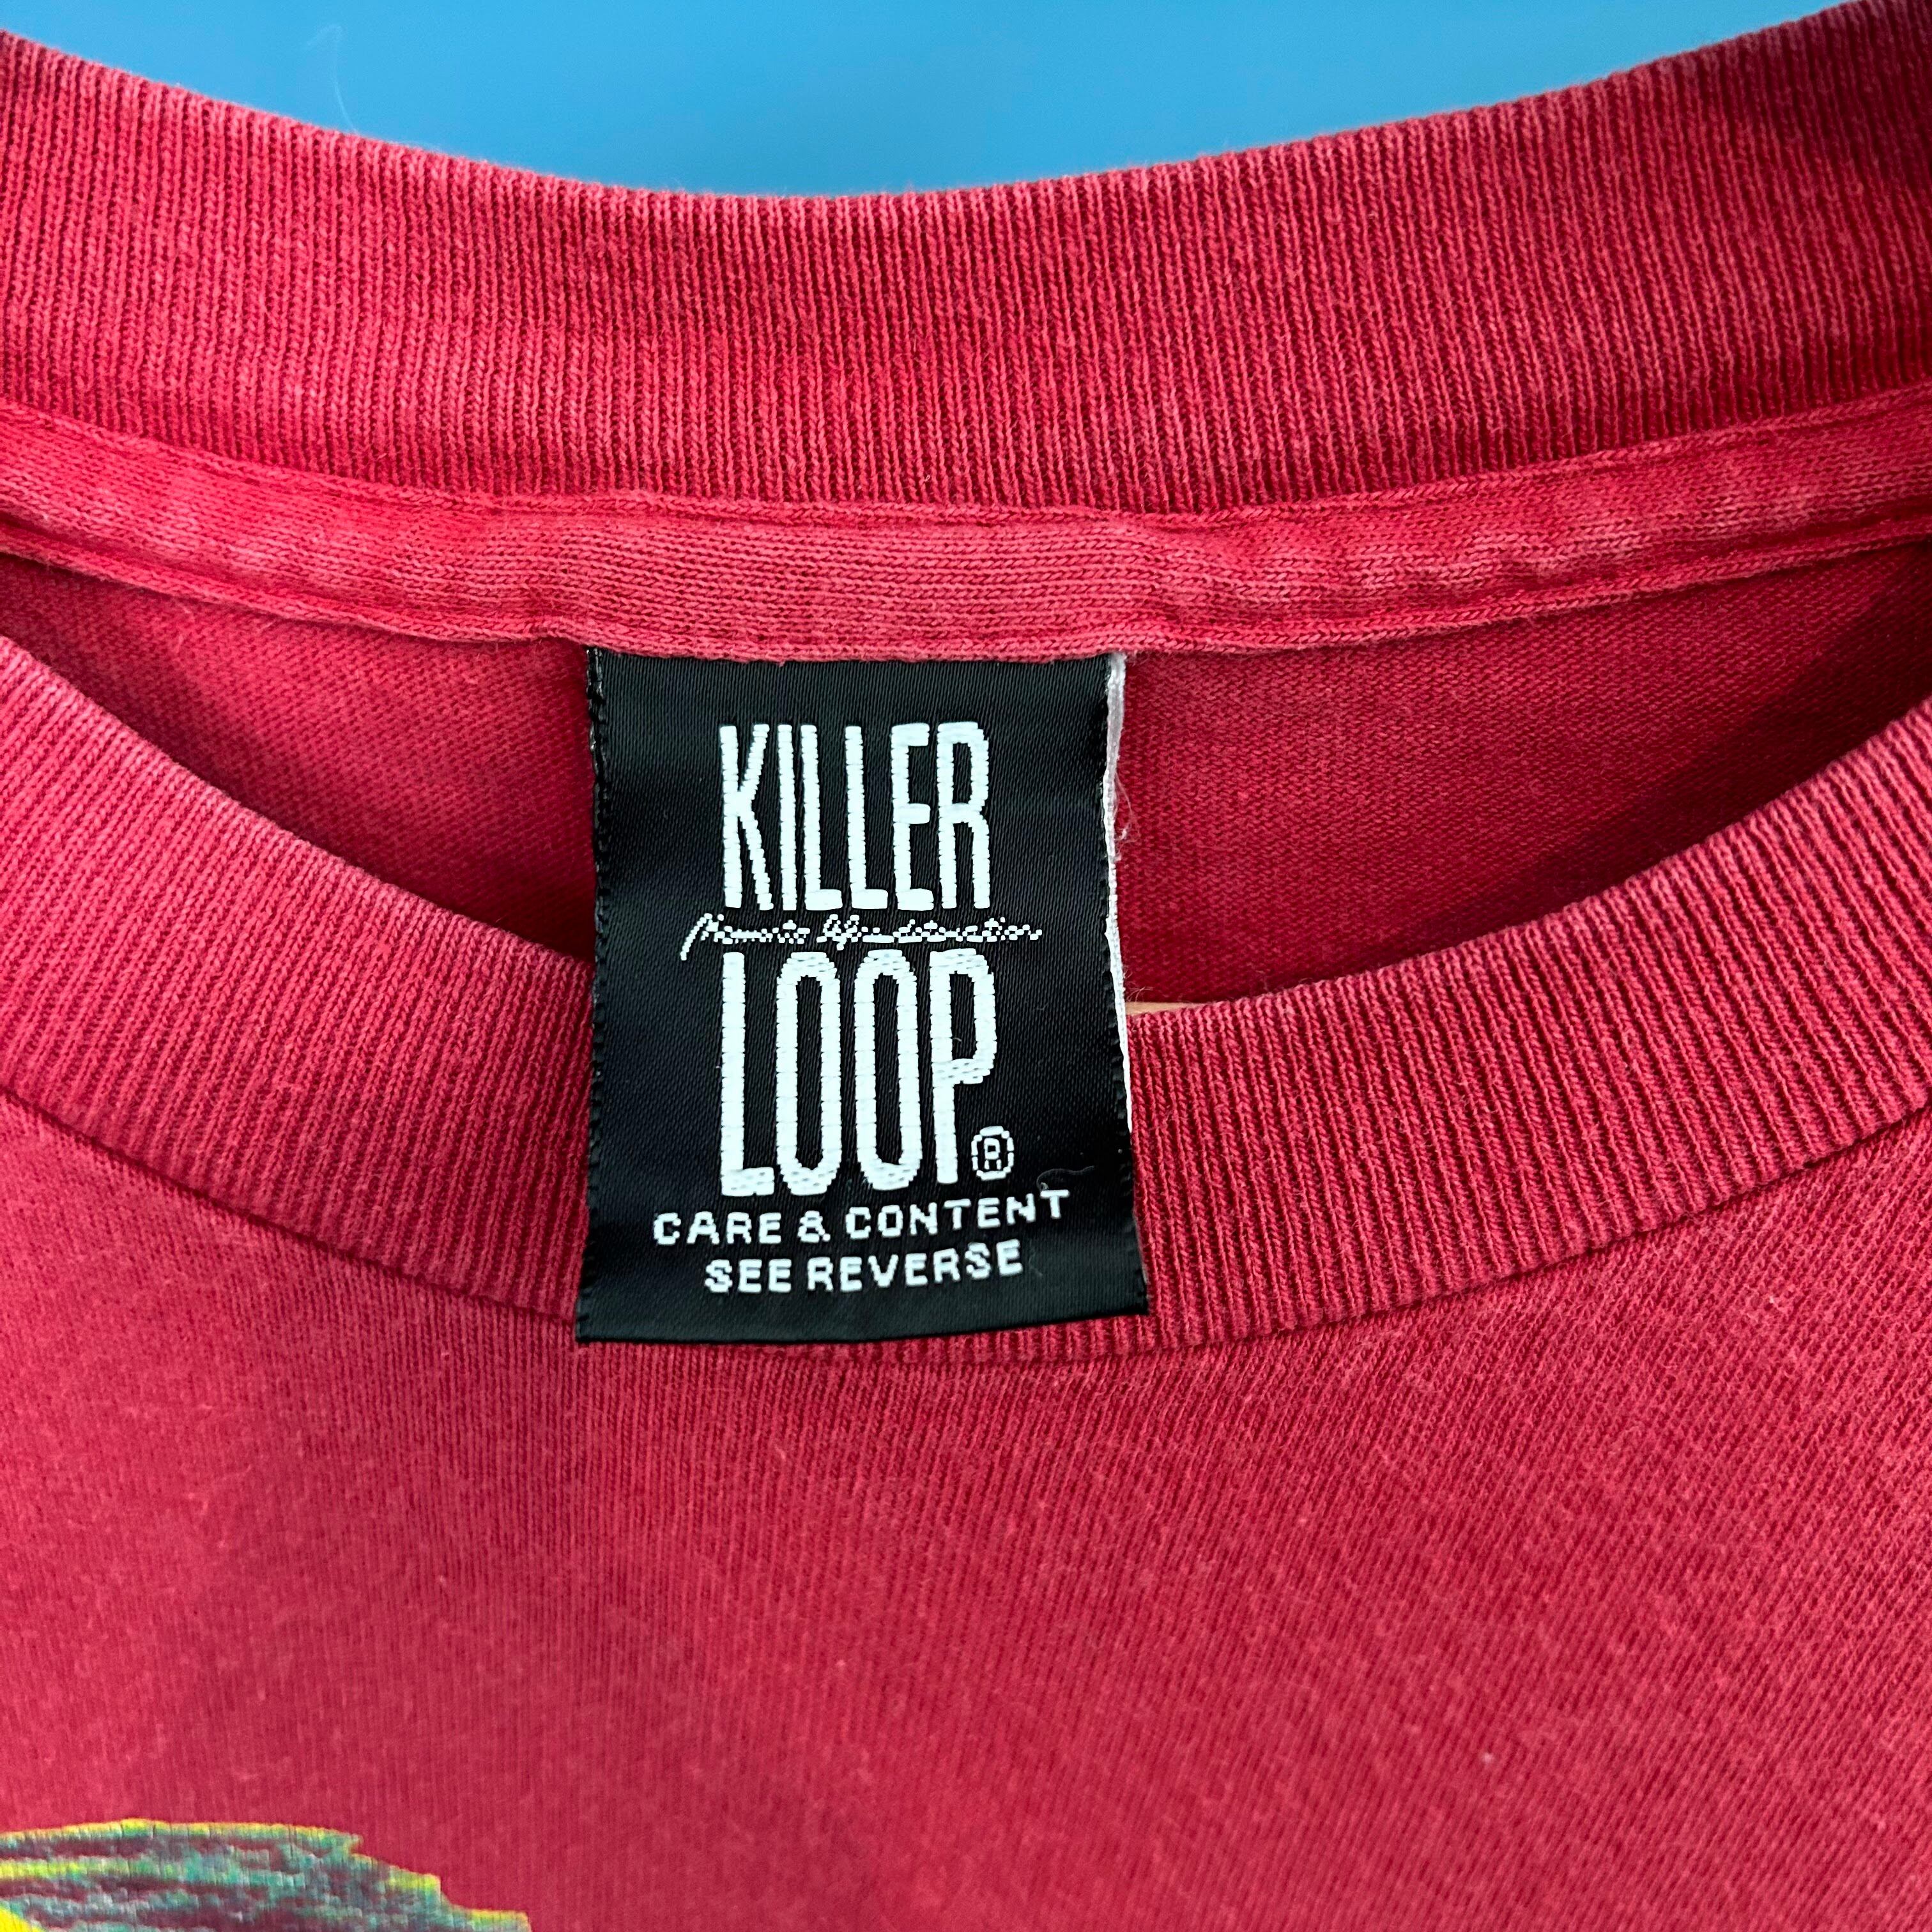 KILLER
LOOP®
CARE & CONTENT
SEE REVERSE